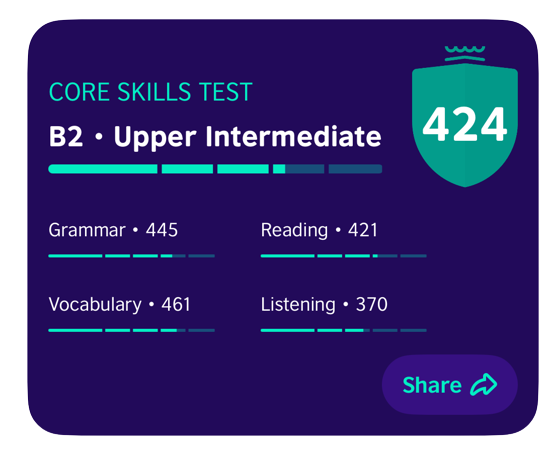 CORE SKILLS TEST
B2 • Upper Intermediate
424
Grammar • 445
Reading • 421
Vocabulary • 461
Listening • 370
Share